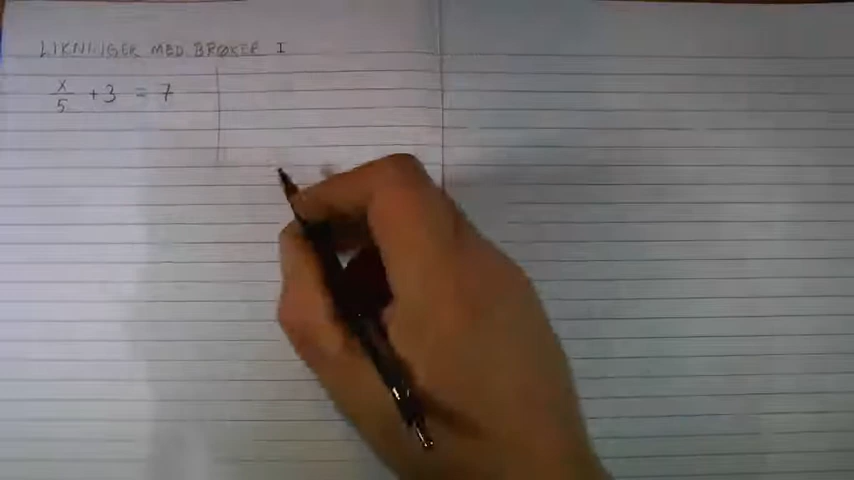 LIKNINGER MED BRØKER I
x/5 + 3 = 7